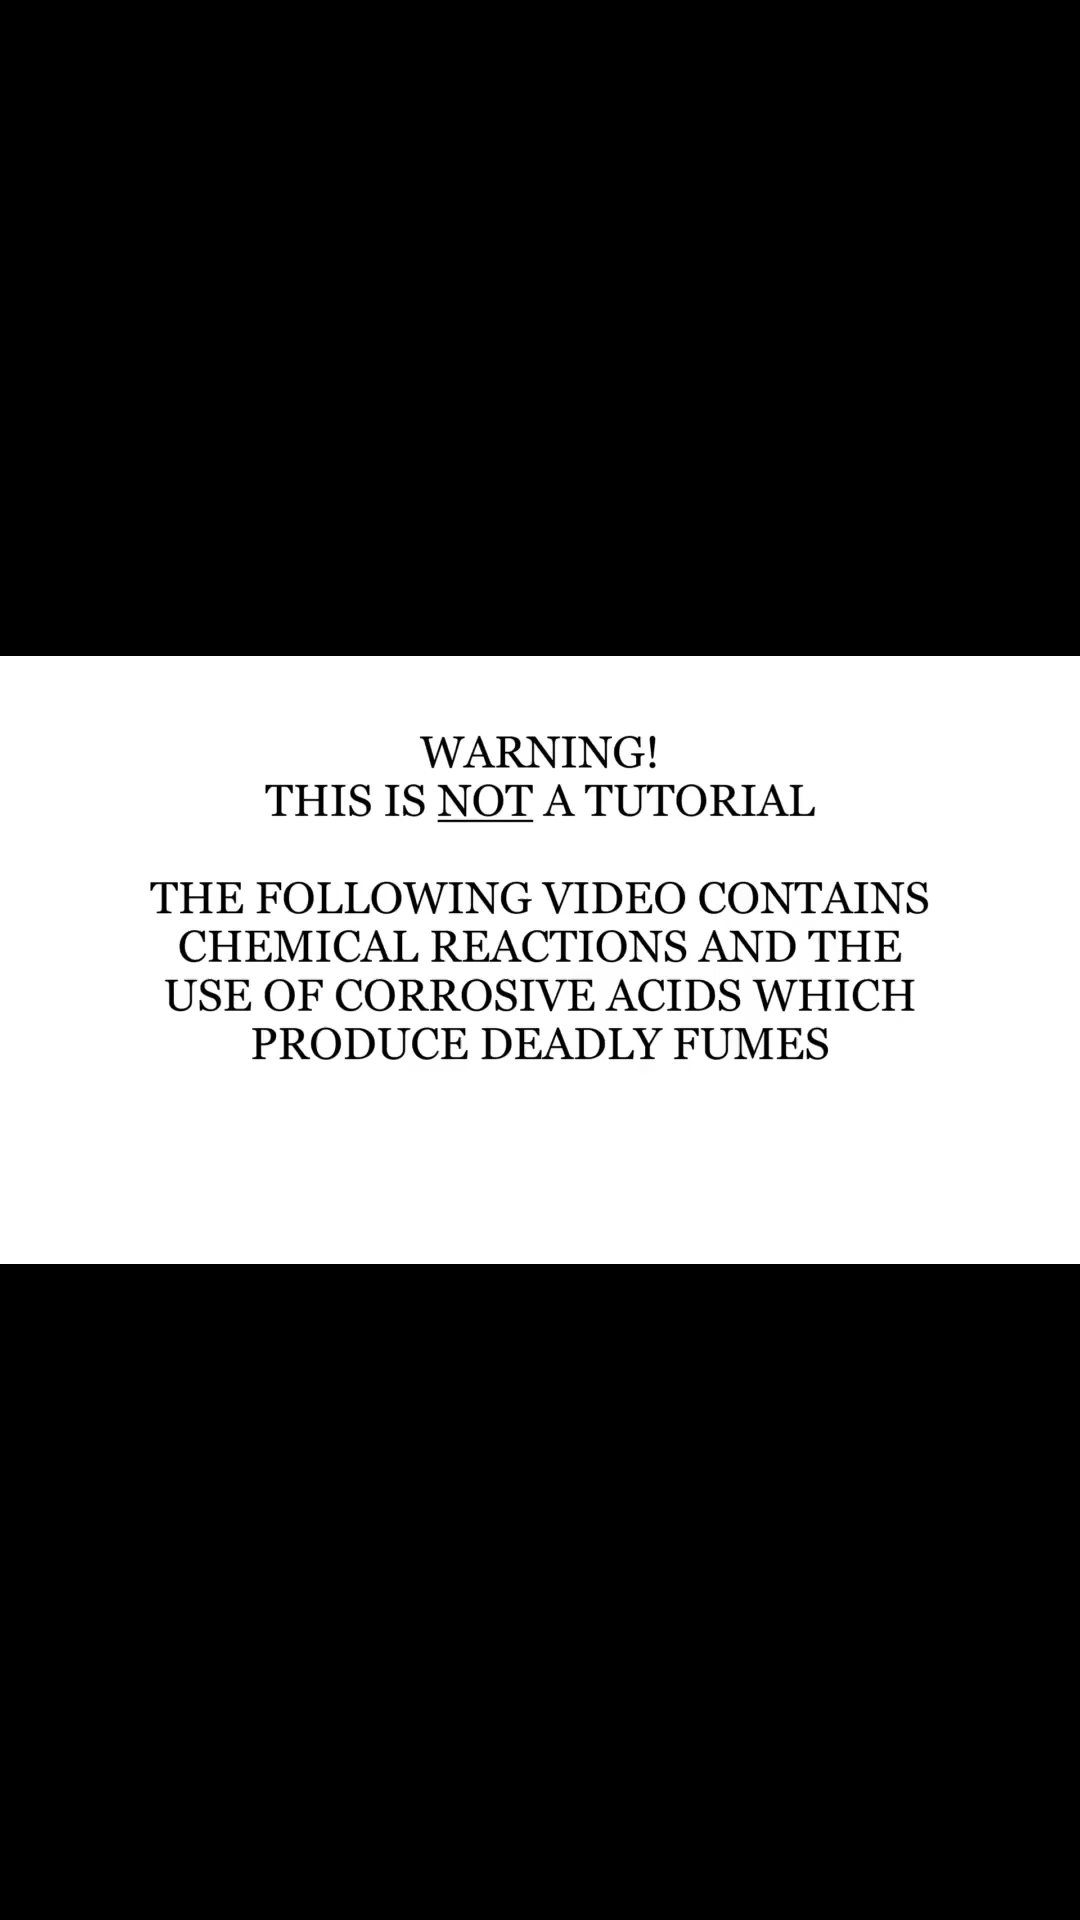 WARNING!
THIS IS NOT A TUTORIAL
THE FOLLOWING VIDEO CONTAINS
CHEMICAL REACTIONS AND THE
USE OF CORROSIVE ACIDS WHICH
PRODUCE DEADLY FUMES